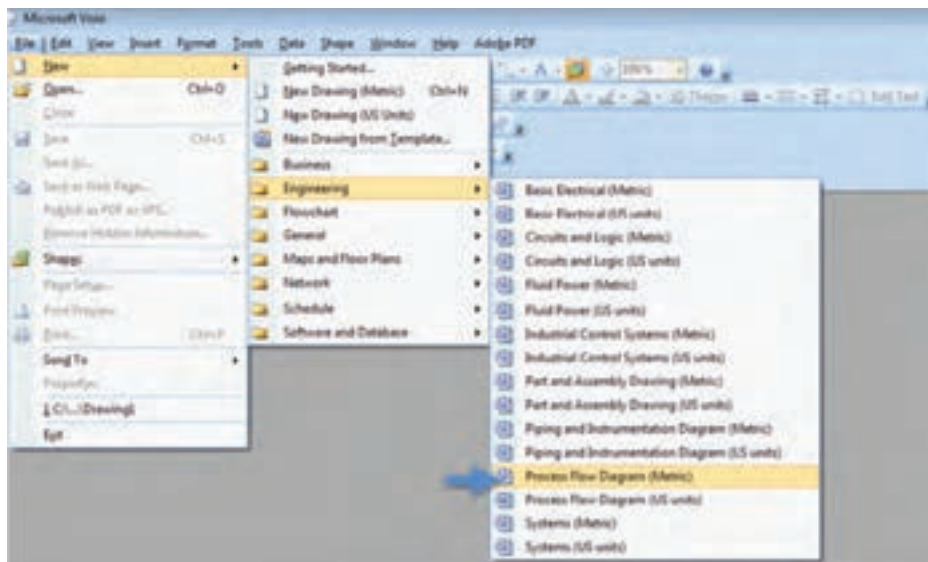 Microsoft Visio
File Edit View Insert Format Tools Data Shape Window Help Adobe PDF
New
Open... Ctrl+O
Close
Save Ctrl+S
Save As...
Save as Web Page...
Publish as PDF or XPS...
Remove Hidden Information...
Shapes
Page Setup...
Print Preview
Print... Ctrl+P
Send To
Properties
1 C:\...\Drawing1
Exit
Getting Started...
New Drawing (Metric) Ctrl+N
New Drawing (US Units)
New Drawing from Template...
Business
Engineering
Flowchart
General
Maps and Floor Plans
Network
Schedule
Software and Database
Basic Electrical (Metric)
Basic Electrical (US units)
Circuits and Logic (Metric)
Circuits and Logic (US units)
Fluid Power (Metric)
Fluid Power (US units)
Industrial Control Systems (Metric)
Industrial Control Systems (US units)
Part and Assembly Drawing (Metric)
Part and Assembly Drawing (US units)
Piping and Instrumentation Diagram (Metric)
Piping and Instrumentation Diagram (US units)
Process Flow Diagram (Metric)
Process Flow Diagram (US units)
Systems (Metric)
Systems (US units)
Theme